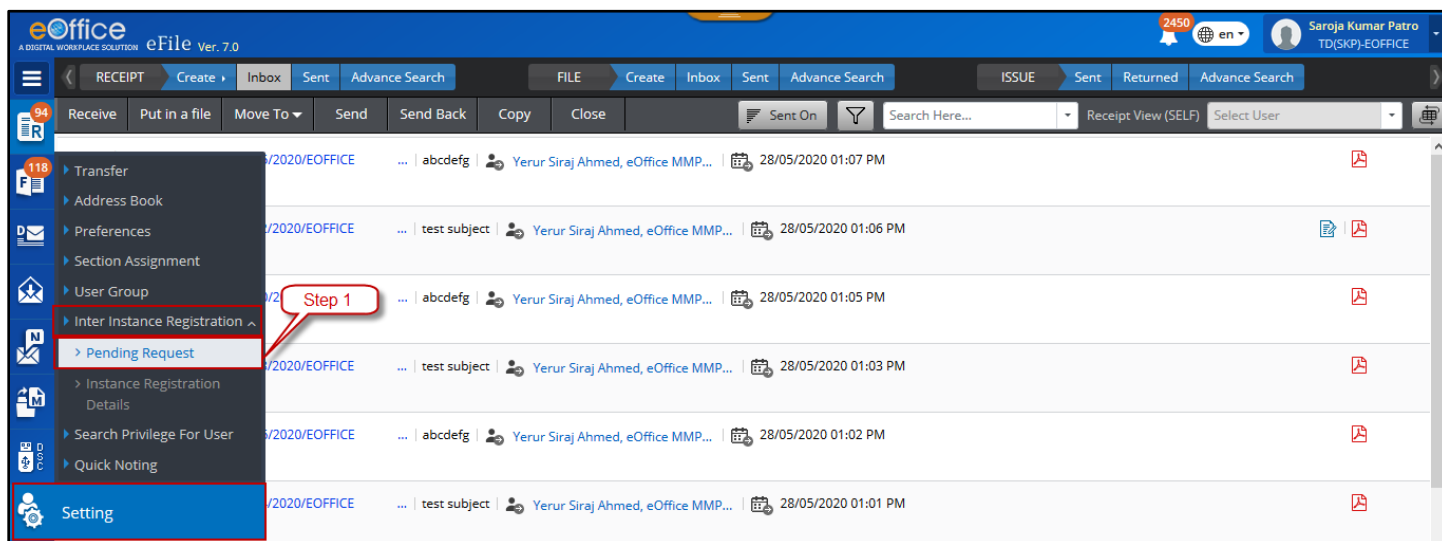 eOffice
A DIGITAL WORKPLACE SOLUTION eFile Ver. 7.0
2450 en Saroja Kumar Patro
TD(SKP)-EOFFICE
RECEIPT Create Inbox Sent Advance Search FILE Create Inbox Sent Advance Search ISSUE Sent Returned Advance Search
94 R Receive Put in a file Move To Send Send Back Copy Close Sent On Search Here... Receipt View (SELF) Select User
/2020/EOFFICE ... abcdefg Yerur Siraj Ahmed, eOffice MMP... 28/05/2020 01:07 PM
118 F Transfer
Address Book
D Preferences /2020/EOFFICE ... test subject Yerur Siraj Ahmed, eOffice MMP... 28/05/2020 01:06 PM
Section Assignment
User Group Step 1 ... abcdefg Yerur Siraj Ahmed, eOffice MMP... 28/05/2020 01:05 PM
Inter Instance Registration
N > Pending Request /2020/EOFFICE ... test subject Yerur Siraj Ahmed, eOffice MMP... 28/05/2020 01:03 PM
> Instance Registration
M Details
Search Privilege For User /2020/EOFFICE ... abcdefg Yerur Siraj Ahmed, eOffice MMP... 28/05/2020 01:02 PM
DSC Quick Noting
Setting /2020/EOFFICE ... test subject Yerur Siraj Ahmed, eOffice MMP... 28/05/2020 01:01 PM